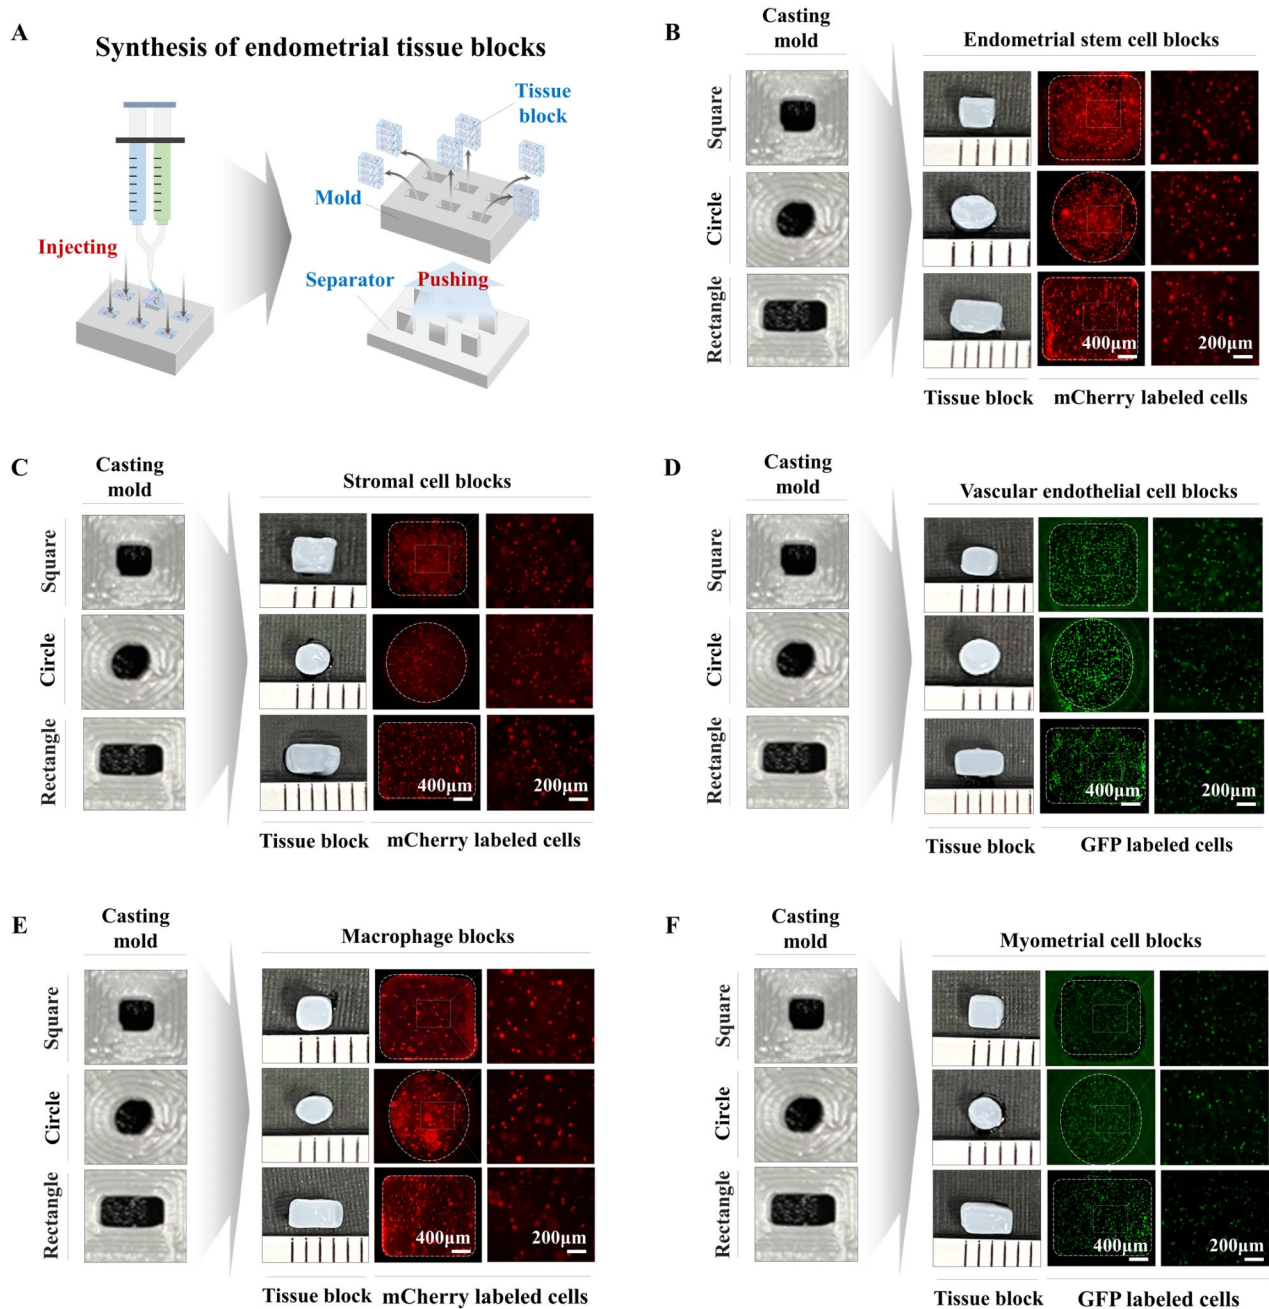 A
Synthesis of endometrial tissue blocks
Tissue
block
Mold
Injecting
Separator
Pushing
B
Casting
mold
Endometrial stem cell blocks
Square
Circle
Rectangle
400μm
200μm
Tissue block
mCherry labeled cells
C
Casting
mold
Stromal cell blocks
Square
Circle
Rectangle
400μm
200μm
Tissue block
mCherry labeled cells
D
Casting
mold
Vascular endothelial cell blocks
Square
Circle
Rectangle
400μm
200μm
Tissue block
GFP labeled cells
E
Casting
mold
Macrophage blocks
Square
Circle
Rectangle
400μm
200μm
Tissue block
mCherry labeled cells
F
Casting
mold
Myometrial cell blocks
Square
Circle
Rectangle
400μm
200μm
Tissue block
GFP labeled cells